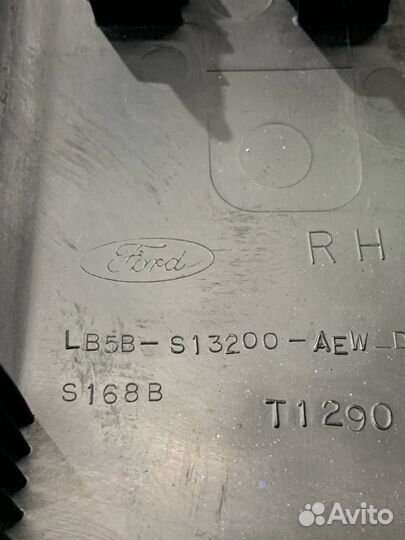 Ford
RH
LB5B-S13200-AEW-D
S168B
T1290
Avito